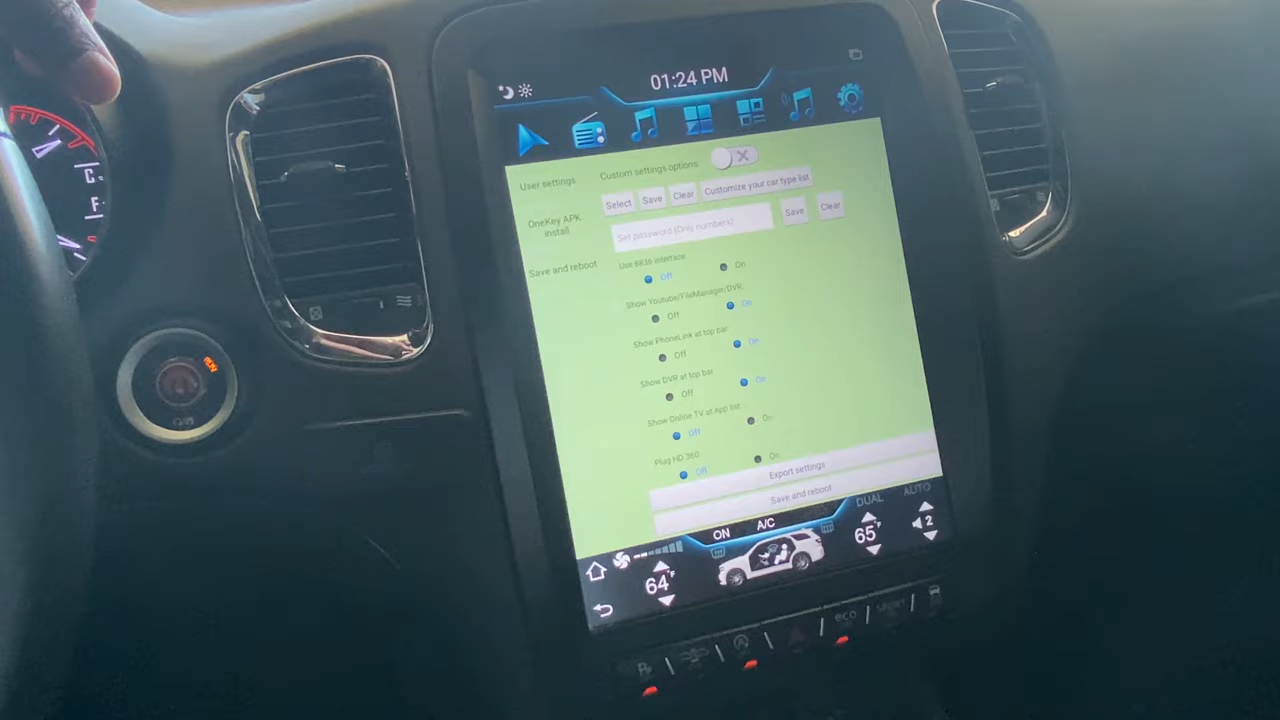 01:24 PM
User settings
Custom settings options
Select Save Clear Customize your car type list
OneKey APK install
Set password (Only numbers) Save Clear
Save and reboot
Use 8836 interface
Off On
Show Youtube/FileManager/DVR:
Off On
Show PhoneLink at top bar
Off On
Show DVR at top bar
Off On
Show Online TV at App list
Off On
Plug HD 360
Off On
Export settings
Save and reboot
ON A/C DUAL AUTO
64°F 65°F 2
C
F
RUN
eco
SPORT